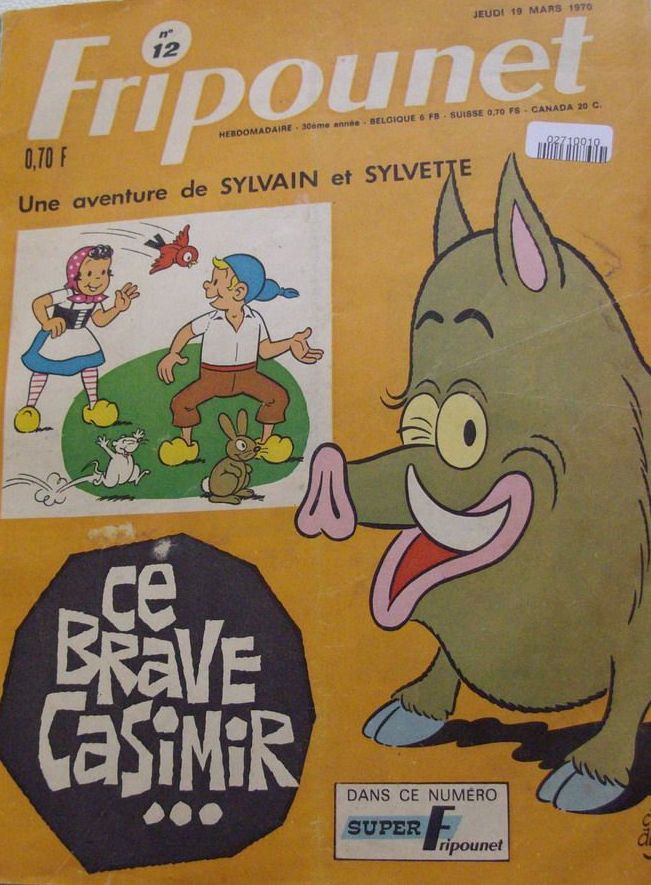 JEUDI 19 MARS 1970
n° 12
Fripounet
HEBDOMADAIRE - 30ème année - BELGIQUE 6 FB - SUISSE 0,70 FS - CANADA 20 C.
0,70 F
02710010
Une aventure de SYLVAIN et SYLVETTE
ce
BRAVE
CASiMiR
...
DANS CE NUMÉRO
SUPER Fripounet